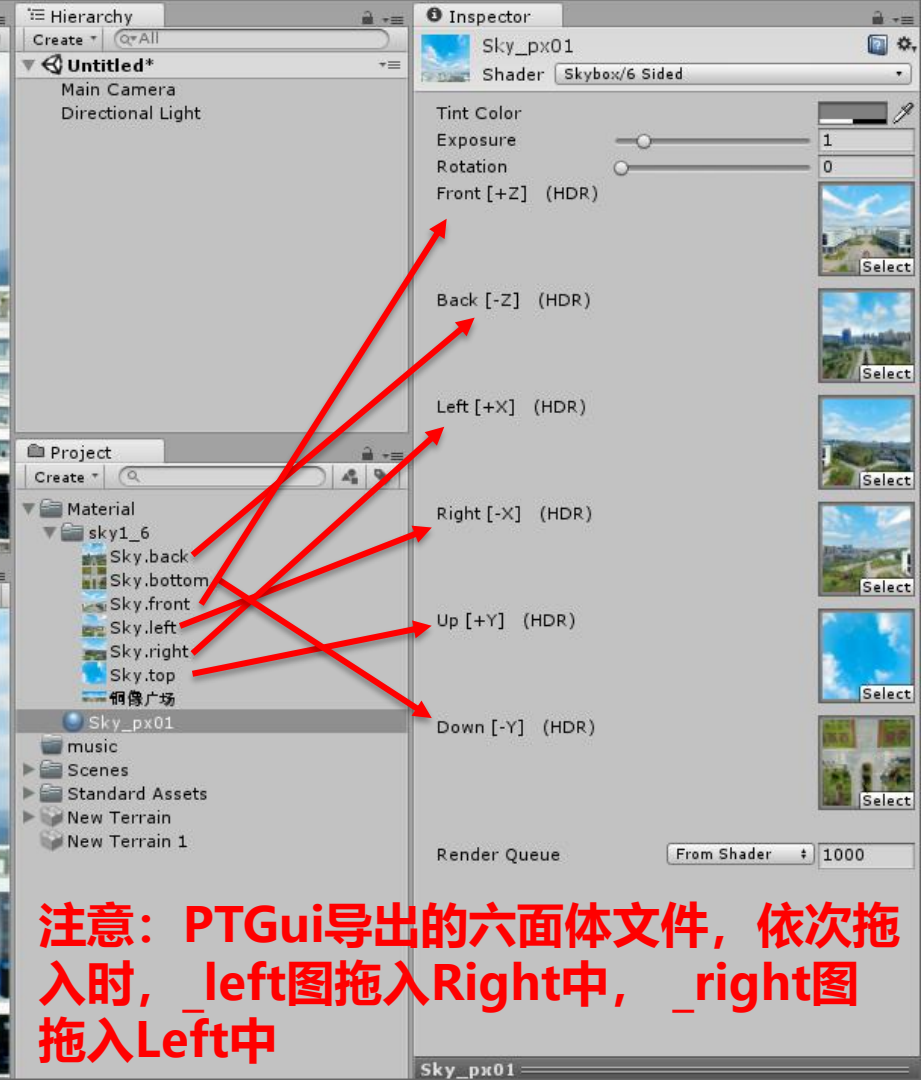 Hierarchy
Create
All
Untitled*
Main Camera
Directional Light
Project
Create
Material
sky1_6
Sky.back
Sky.bottom
Sky.front
Sky.left
Sky.right
Sky.top
铜像广场
Sky_px01
music
Scenes
Standard Assets
New Terrain
New Terrain 1
Inspector
Sky_px01
Shader Skybox/6 Sided
Tint Color
Exposure 1
Rotation 0
Front [+Z] (HDR)
Select
Back [-Z] (HDR)
Select
Left [+X] (HDR)
Select
Right [-X] (HDR)
Select
Up [+Y] (HDR)
Select
Down [-Y] (HDR)
Select
Render Queue From Shader 1000
注意：PTGui导出的六面体文件，依次拖
入时，_left图拖入Right中，_right图
拖入Left中
Sky_px01